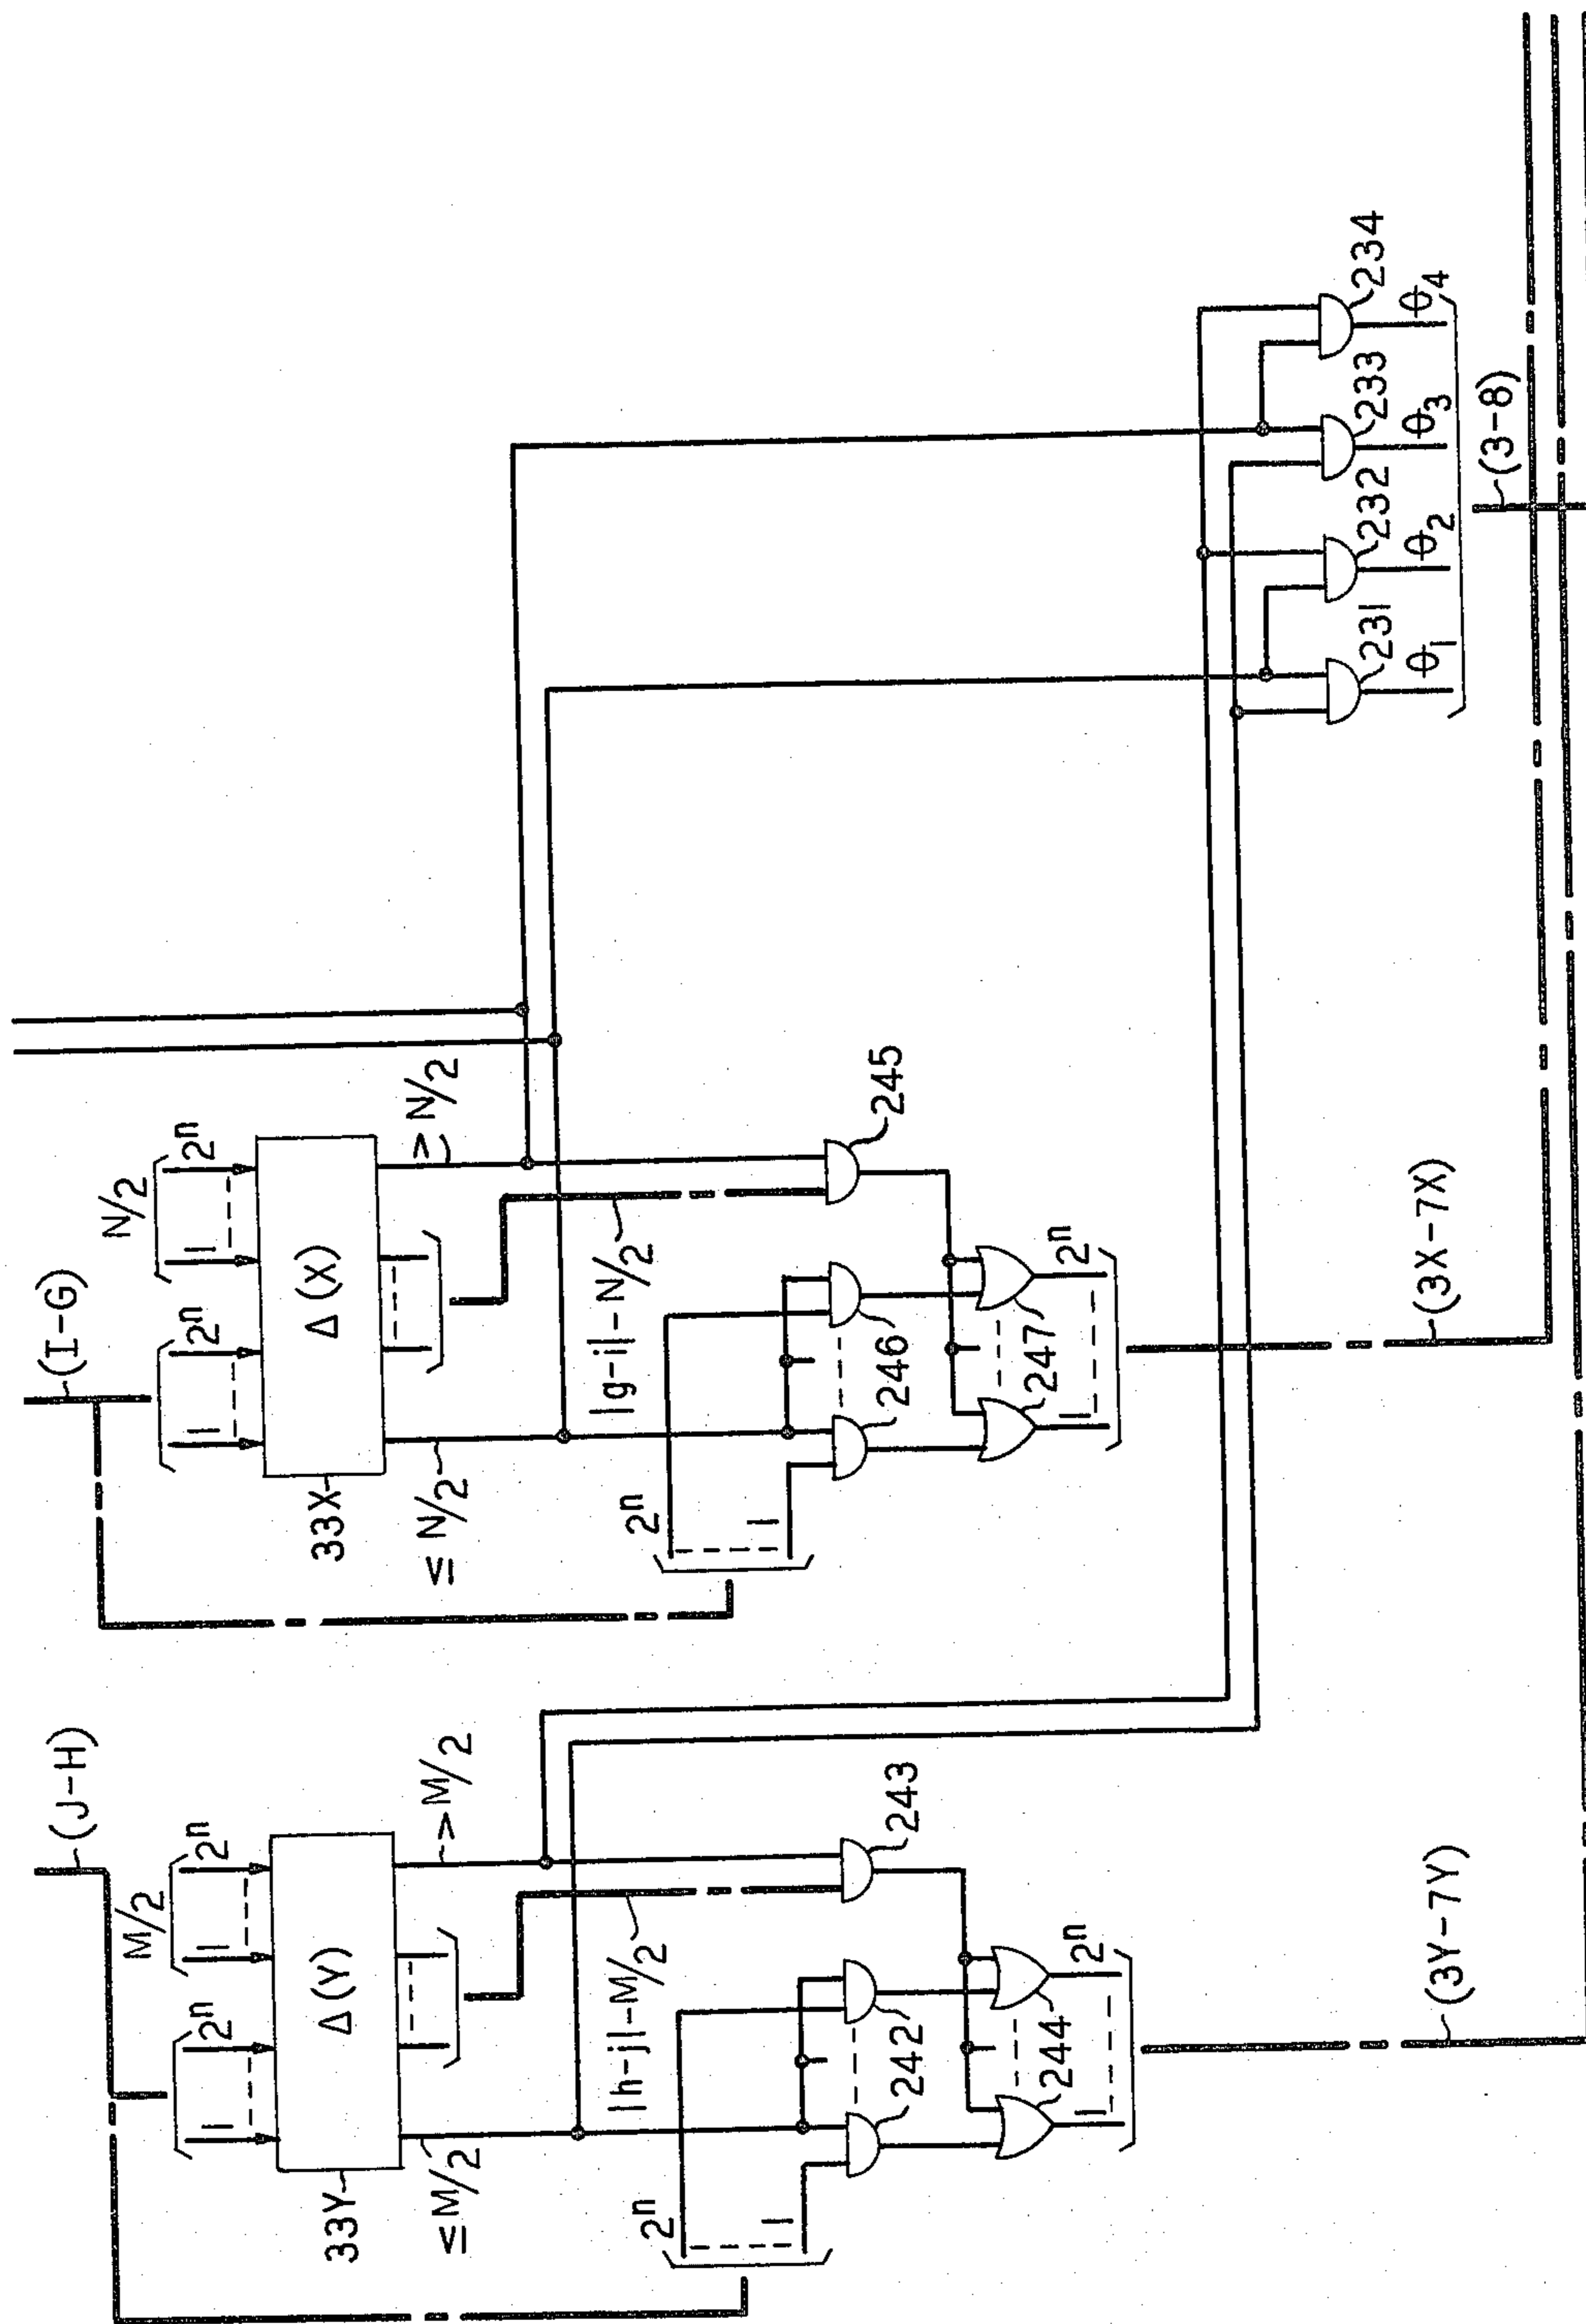 (J-H)
(I-G)
M/2
N/2
1 2ⁿ 1 2ⁿ
1 2ⁿ 1 2ⁿ
33Y
Δ(Y)
33X
Δ(X)
≤M/2
>M/2
≤N/2
>N/2
|h-j|-M/2
|g-i|-N/2
2ⁿ
1
2ⁿ
1
242
243
246
245
244
247
1 2ⁿ
1 2ⁿ
231
232
233
234
θ₁
θ₂
θ₃
θ₄
(3Y-7Y)
(3X-7X)
(3-8)